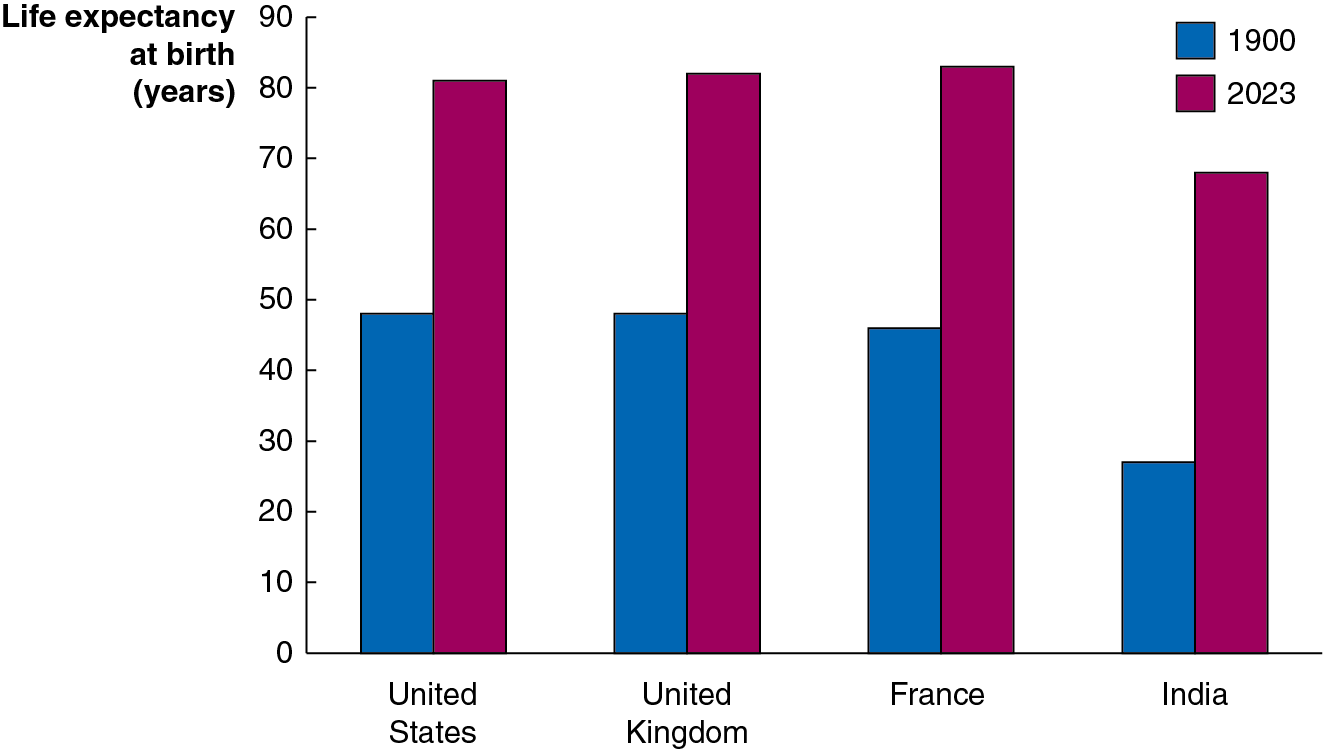 Life expectancy
at birth
(years)
90
80
70
60
50
40
30
20
10
0
1900
2023
United
States
United
Kingdom
France
India